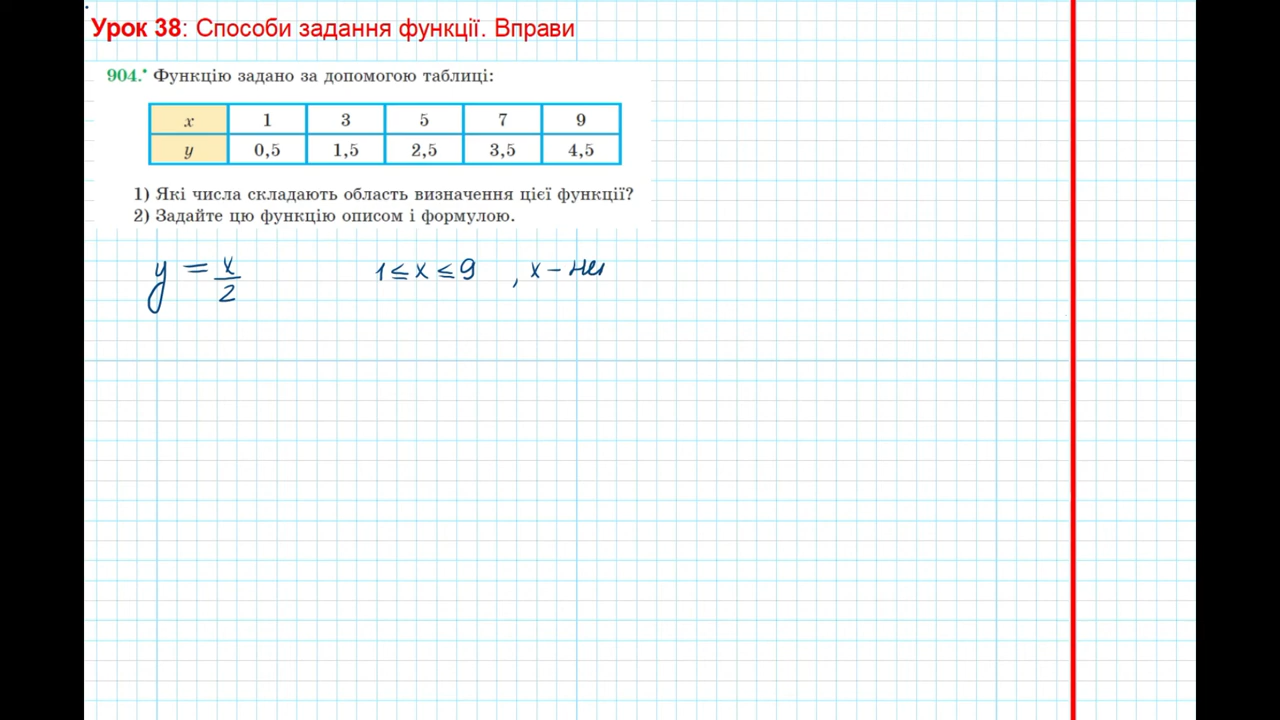 Урок 38: Способи задання функції. Вправи
904.• Функцію задано за допомогою таблиці:
x 1 3 5 7 9
y 0,5 1,5 2,5 3,5 4,5
1) Які числа складають область визначення цієї функції?
2) Задайте цю функцію описом і формулою.
y = x/2 1 ≤ x ≤ 9 , x – неп